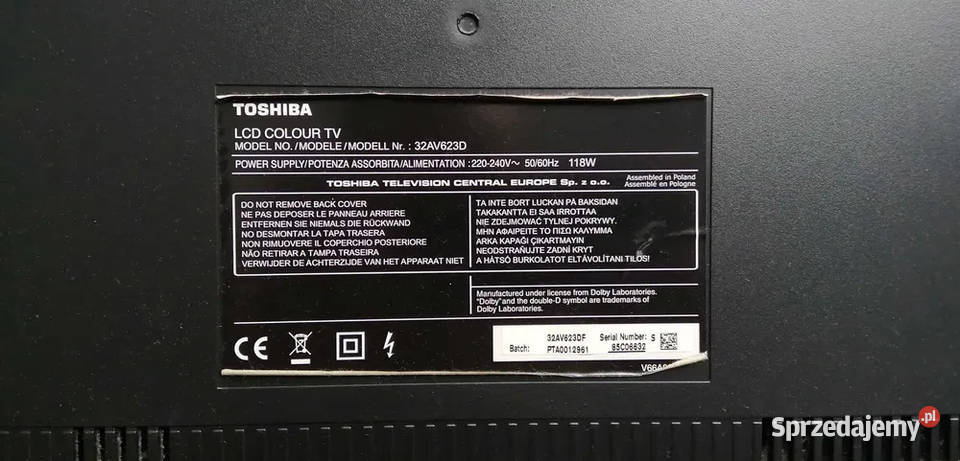 TOSHIBA
LCD COLOUR TV
MODEL NO./MODELE/MODELL Nr. : 32AV623D
POWER SUPPLY/POTENZA ASSORBITA/ALIMENTATION : 220-240V~ 50/60Hz 118W
TOSHIBA TELEVISION CENTRAL EUROPE Sp. z o.o.
Assembled in Poland
Assemblé en Pologne
DO NOT REMOVE BACK COVER
NE PAS DEPOSER LE PANNEAU ARRIERE
ENTFERNEN SIE NIEMALS DIE RÜCKWAND
NO DESMONTAR LA TAPA TRASERA
NON RIMUOVERE IL COPERCHIO POSTERIORE
NÃO RETIRAR A TAMPA TRASEIRA
VERWIJDER DE ACHTERZIJDE VAN HET APPARAAT NIET
TA INTE BORT LUCKAN PÅ BAKSIDAN
TAKAKANTTA EI SAA IRROTTAA
NIE ZDEJMOWAĆ TYLNEJ POKRYWY.
ΜΗΝ ΑΦΑΙΡΕΙΤΕ ΤΟ ΠΙΣΩ ΚΑΛΥΜΜΑ
ARKA KAPAĞI ÇIKARTMAYIN
NEODSTRAŇUJTE ZADNÍ KRYT
A HÁTSÓ BURKOLATOT ELTÁVOLÍTANI TILOS!
Manufactured under license from Dolby Laboratories.
"Dolby"and the double-D symbol are trademarks of
Dolby Laboratories.
CE
32AV623DF Serial Number: S
Batch: PTA0012961 85C06632
Sprzedajemy.pl